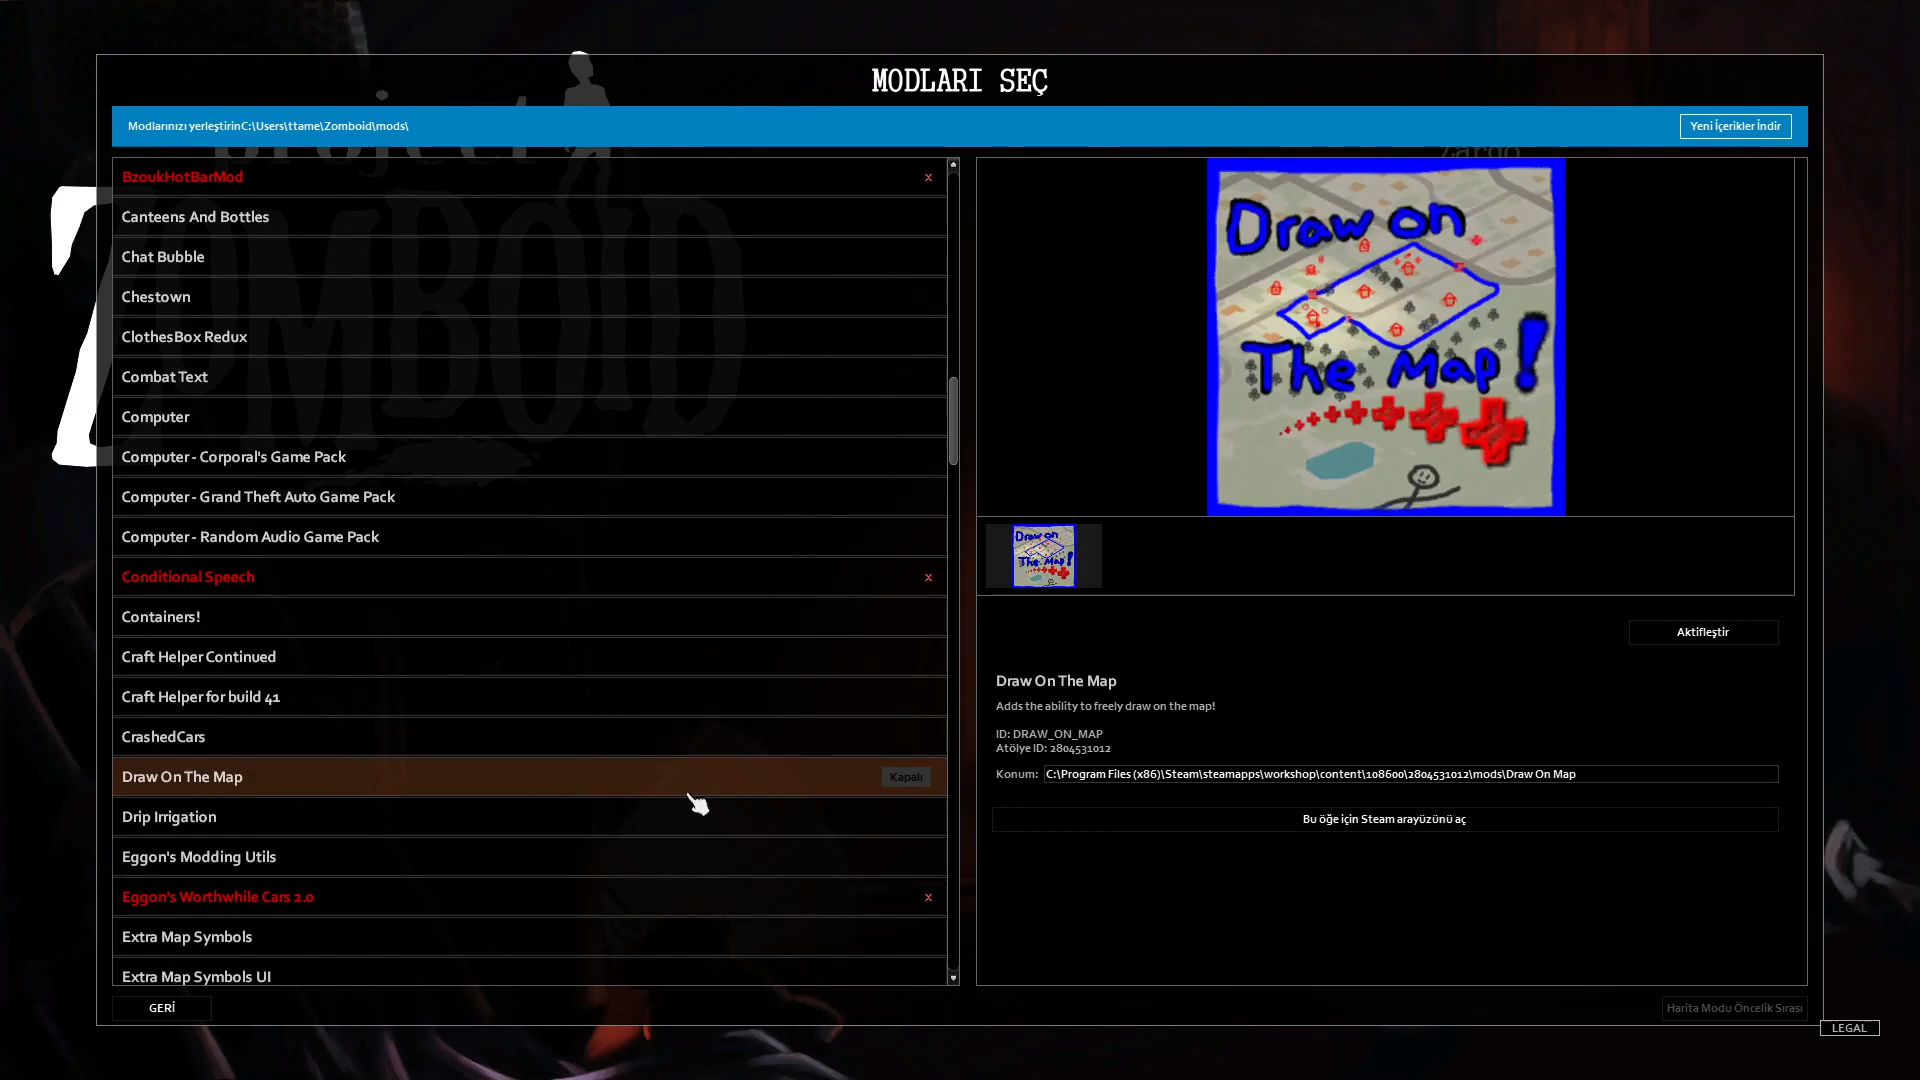 MODLARI SEÇ
Modlarınızı yerleştirinC:\Users\ttame\Zomboid\mods\
Yeni İçerikler İndir
project
ZOMBOID
BzoukHotBarMod x
Canteens And Bottles
Chat Bubble
Chestown
ClothesBox Redux
Combat Text
Computer
Computer - Corporal's Game Pack
Computer - Grand Theft Auto Game Pack
Computer - Random Audio Game Pack
Conditional Speech x
Containers!
Craft Helper Continued
Craft Helper for build 41
CrashedCars
Draw On The Map Kapalı
Drip Irrigation
Eggon's Modding Utils
Eggon's Worthwhile Cars 2.0 x
Extra Map Symbols
Extra Map Symbols UI
GERİ
Draw on
The Map!
Draw on
The Map!
Aktifleştir
Draw On The Map
Adds the ability to freely draw on the map!
ID: DRAW_ON_MAP
Atölye ID: 2804531012
Konum: C:\Program Files (x86)\Steam\steamapps\workshop\content\108600\2804531012\mods\Draw On Map
Bu öğe için Steam arayüzünü aç
Harita Modu Öncelik Sırası
LEGAL